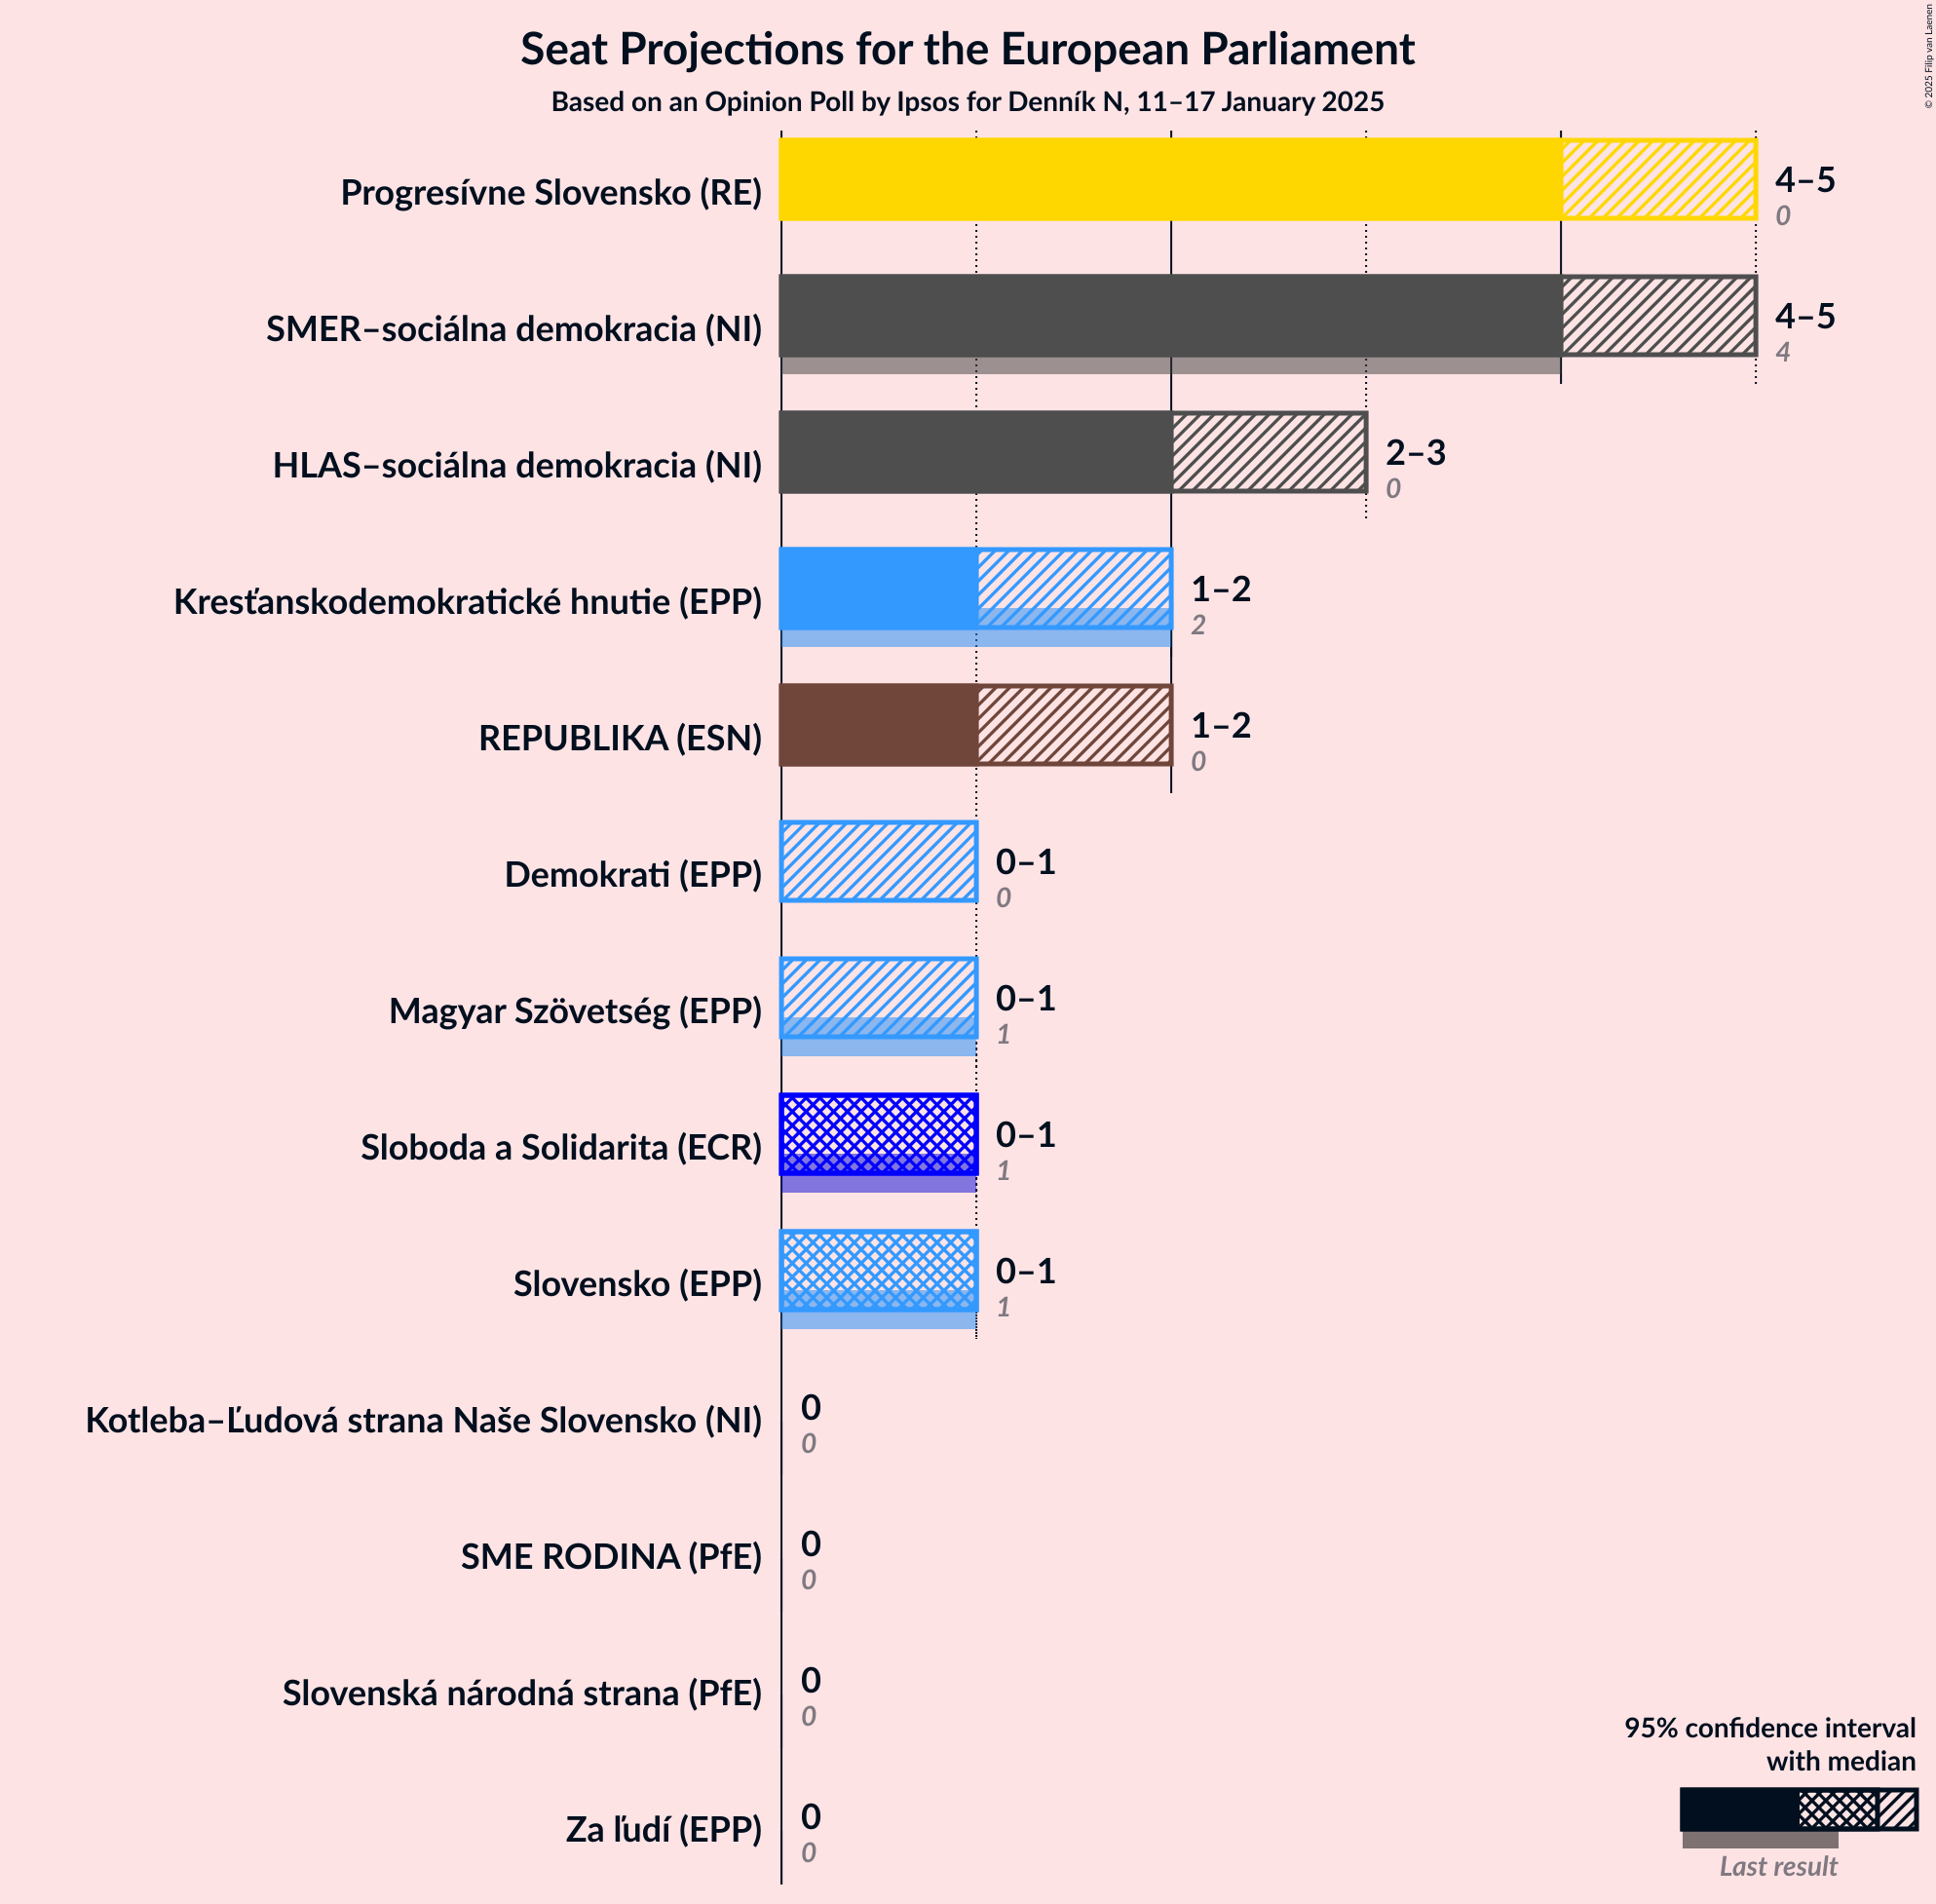 Seat Projections for the European Parliament
Based on an Opinion Poll by Ipsos for Denník N, 11–17 January 2025
© 2025 Filip van Laenen
Progresívne Slovensko (RE)
4–5
0
SMER–sociálna demokracia (NI)
4–5
4
HLAS–sociálna demokracia (NI)
2–3
0
Kresťanskodemokratické hnutie (EPP)
1–2
2
REPUBLIKA (ESN)
1–2
0
Demokrati (EPP)
0–1
0
Magyar Szövetség (EPP)
0–1
1
Sloboda a Solidarita (ECR)
0–1
1
Slovensko (EPP)
0–1
1
Kotleba–Ľudová strana Naše Slovensko (NI)
0
0
SME RODINA (PfE)
0
0
Slovenská národná strana (PfE)
0
0
Za ľudí (EPP)
0
0
95% confidence interval
with median
Last result